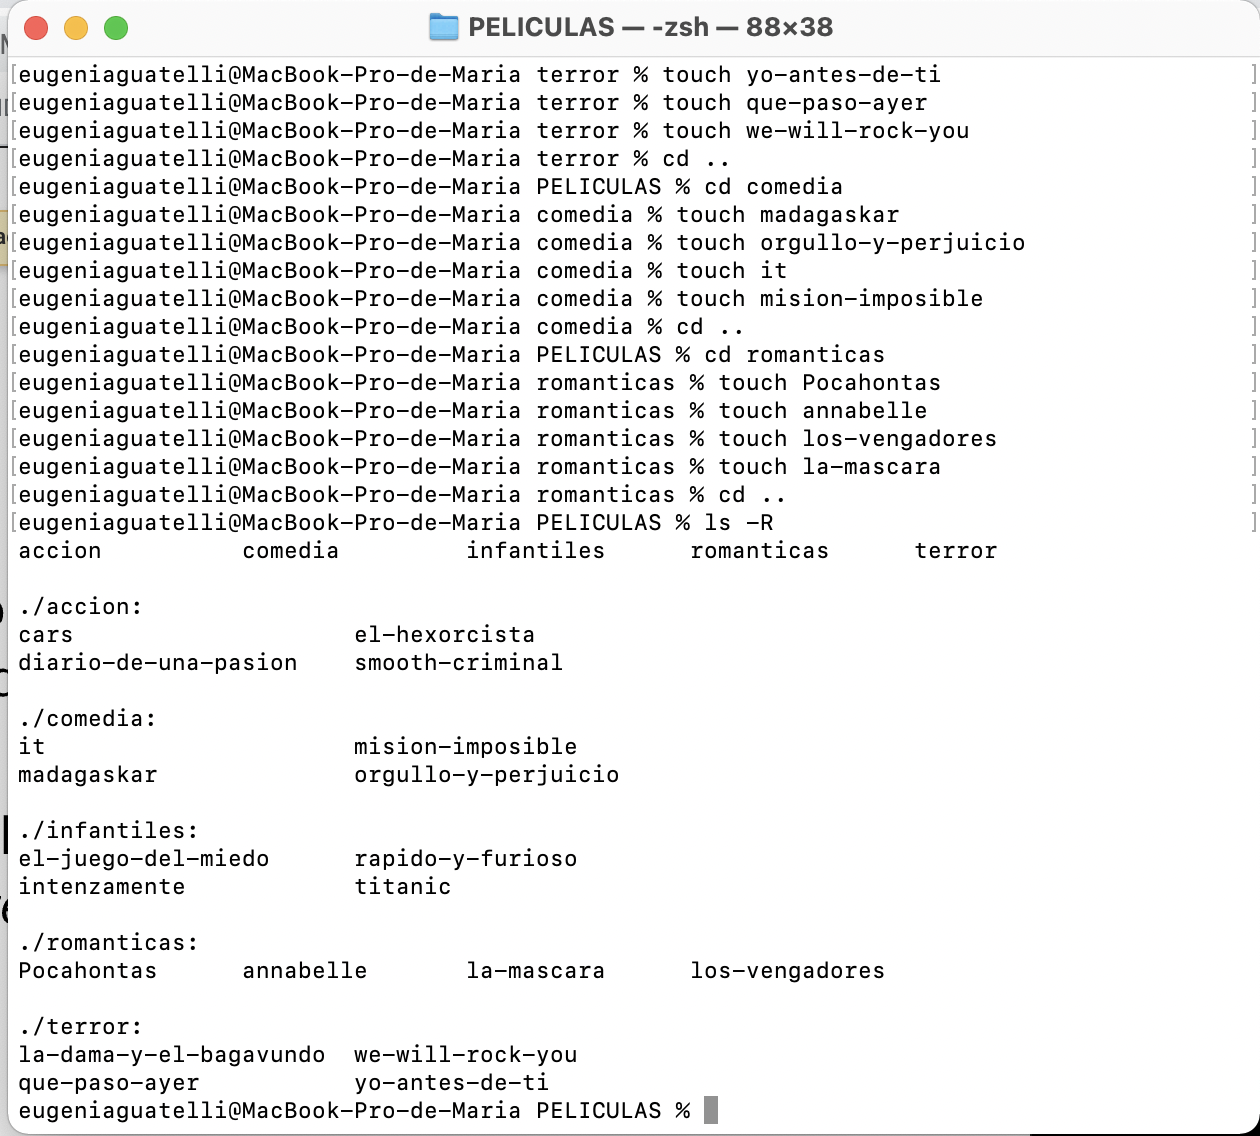 PELICULAS — -zsh — 88×38
[eugeniaguatelli@MacBook-Pro-de-Maria terror % touch yo-antes-de-ti ]
[eugeniaguatelli@MacBook-Pro-de-Maria terror % touch que-paso-ayer ]
[eugeniaguatelli@MacBook-Pro-de-Maria terror % touch we-will-rock-you ]
[eugeniaguatelli@MacBook-Pro-de-Maria terror % cd .. ]
[eugeniaguatelli@MacBook-Pro-de-Maria PELICULAS % cd comedia ]
[eugeniaguatelli@MacBook-Pro-de-Maria comedia % touch madagaskar ]
[eugeniaguatelli@MacBook-Pro-de-Maria comedia % touch orgullo-y-perjuicio ]
[eugeniaguatelli@MacBook-Pro-de-Maria comedia % touch it ]
[eugeniaguatelli@MacBook-Pro-de-Maria comedia % touch mision-imposible ]
[eugeniaguatelli@MacBook-Pro-de-Maria comedia % cd .. ]
[eugeniaguatelli@MacBook-Pro-de-Maria PELICULAS % cd romanticas ]
[eugeniaguatelli@MacBook-Pro-de-Maria romanticas % touch Pocahontas ]
[eugeniaguatelli@MacBook-Pro-de-Maria romanticas % touch annabelle ]
[eugeniaguatelli@MacBook-Pro-de-Maria romanticas % touch los-vengadores ]
[eugeniaguatelli@MacBook-Pro-de-Maria romanticas % touch la-mascara ]
[eugeniaguatelli@MacBook-Pro-de-Maria romanticas % cd .. ]
[eugeniaguatelli@MacBook-Pro-de-Maria PELICULAS % ls -R ]
accion comedia infantiles romanticas terror
./accion:
cars el-hexorcista
diario-de-una-pasion smooth-criminal
./comedia:
it mision-imposible
madagaskar orgullo-y-perjuicio
./infantiles:
el-juego-del-miedo rapido-y-furioso
intenzamente titanic
./romanticas:
Pocahontas annabelle la-mascara los-vengadores
./terror:
la-dama-y-el-bagavundo we-will-rock-you
que-paso-ayer yo-antes-de-ti
eugeniaguatelli@MacBook-Pro-de-Maria PELICULAS %